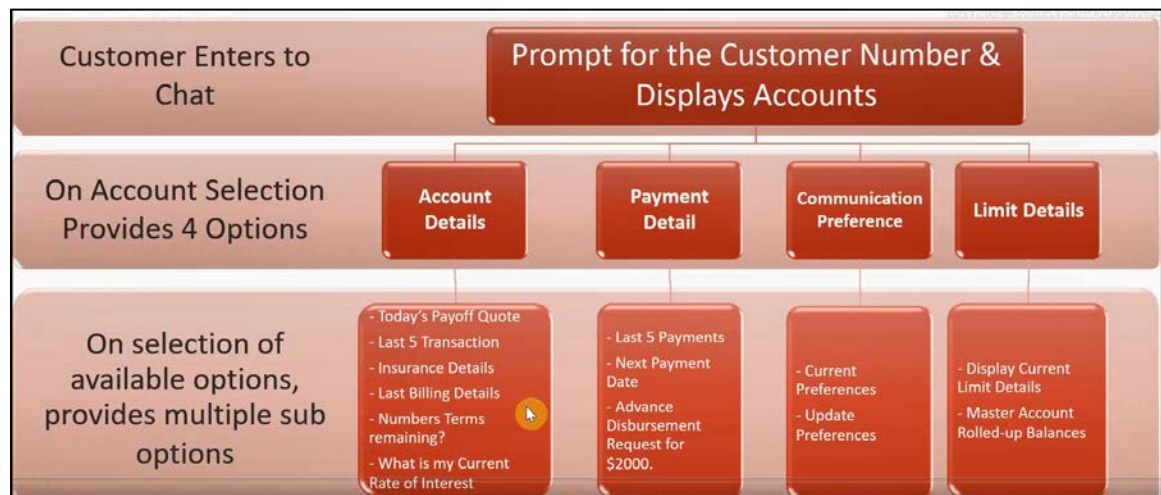 Customer Enters to
Chat
Prompt for the Customer Number &
Displays Accounts
On Account Selection
Provides 4 Options
Account
Details
Payment
Detail
Communication
Preference
Limit Details
On selection of
available options,
provides multiple sub
options
- Today's Payoff Quote
- Last 5 Transaction
- Insurance Details
- Last Billing Details
- Numbers Terms
remaining?
- What is my Current
Rate of Interest
- Last 5 Payments
- Next Payment
Date
- Advance
Disbursement
Request for
$2000.
- Current
Preferences
- Update
Preferences
- Display Current
Limit Details
- Master Account
Rolled-up Balances